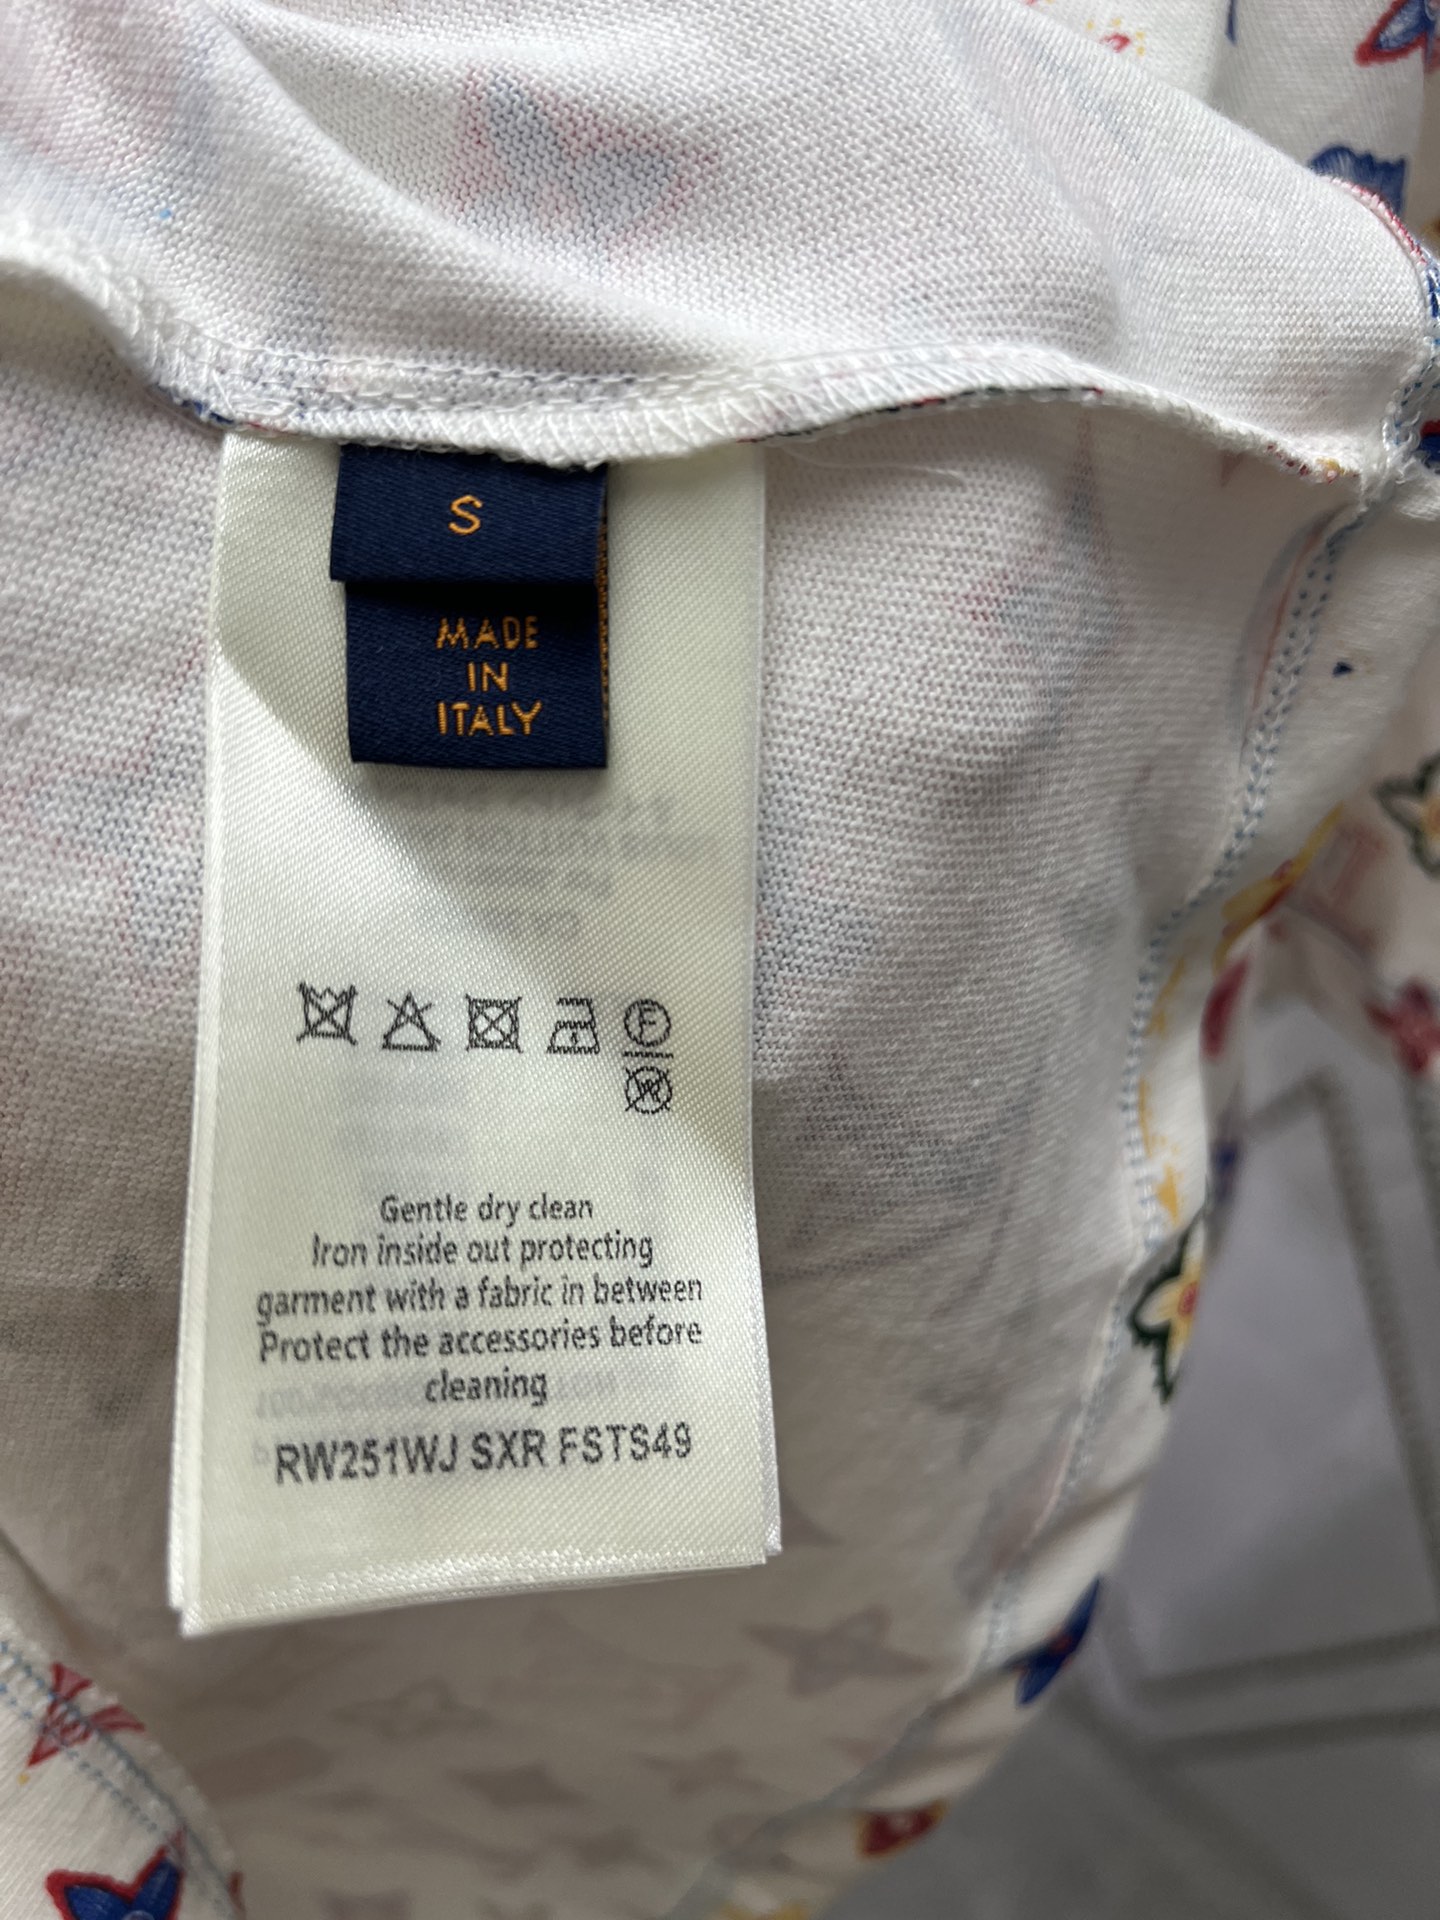 S
MADE
IN
ITALY
F
W
Gentle dry clean
Iron inside out protecting
garment with a fabric in between
Protect the accessories before
cleaning
RW251WJ SXR FSTS49